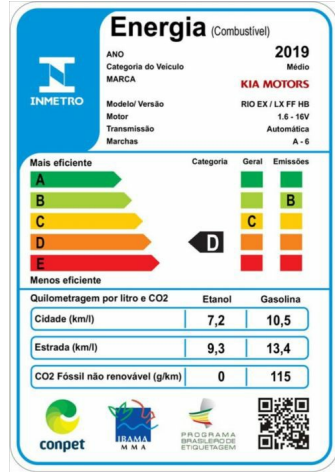 Energia (Combustível)
ANO 2019
Categoria do Veículo Médio
MARCA KIA MOTORS
INMETRO
Modelo/ Versão RIO EX / LX FF HB
Motor 1.6 - 16V
Transmissão Automática
Marchas A - 6
Mais eficiente Categoria Geral Emissões
A
B B
C C
D D
E
Menos eficiente
Quilometragem por litro e CO2 Etanol Gasolina
Cidade (km/l) 7,2 10,5
Estrada (km/l) 9,3 13,4
CO2 Fóssil não renovável (g/km) 0 115
conpet
IBAMA
MMA
PROGRAMA
BRASILEIRO DE
ETIQUETAGEM